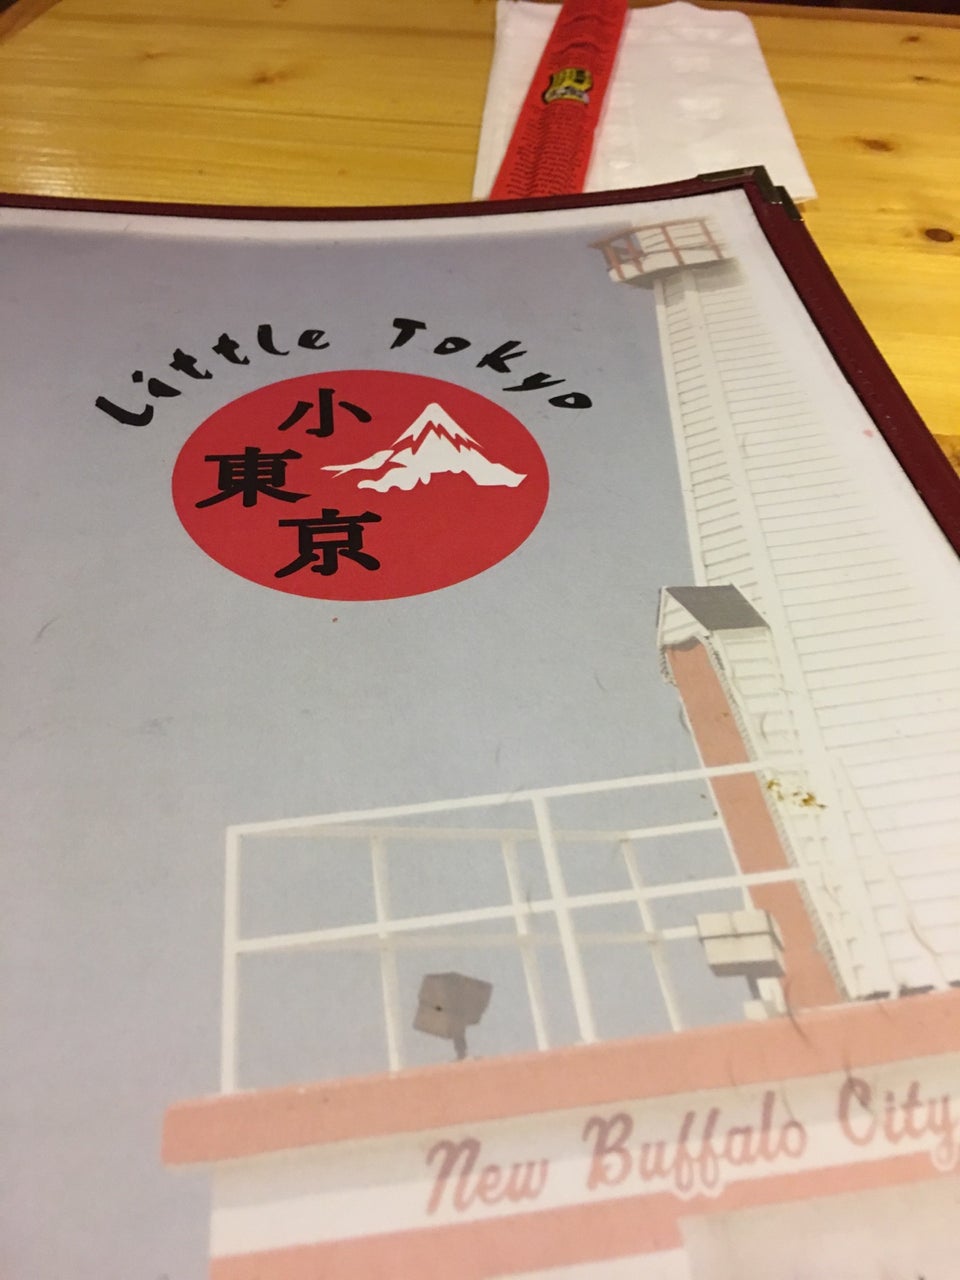 Little Tokyo
小
東
京
New Buffalo City